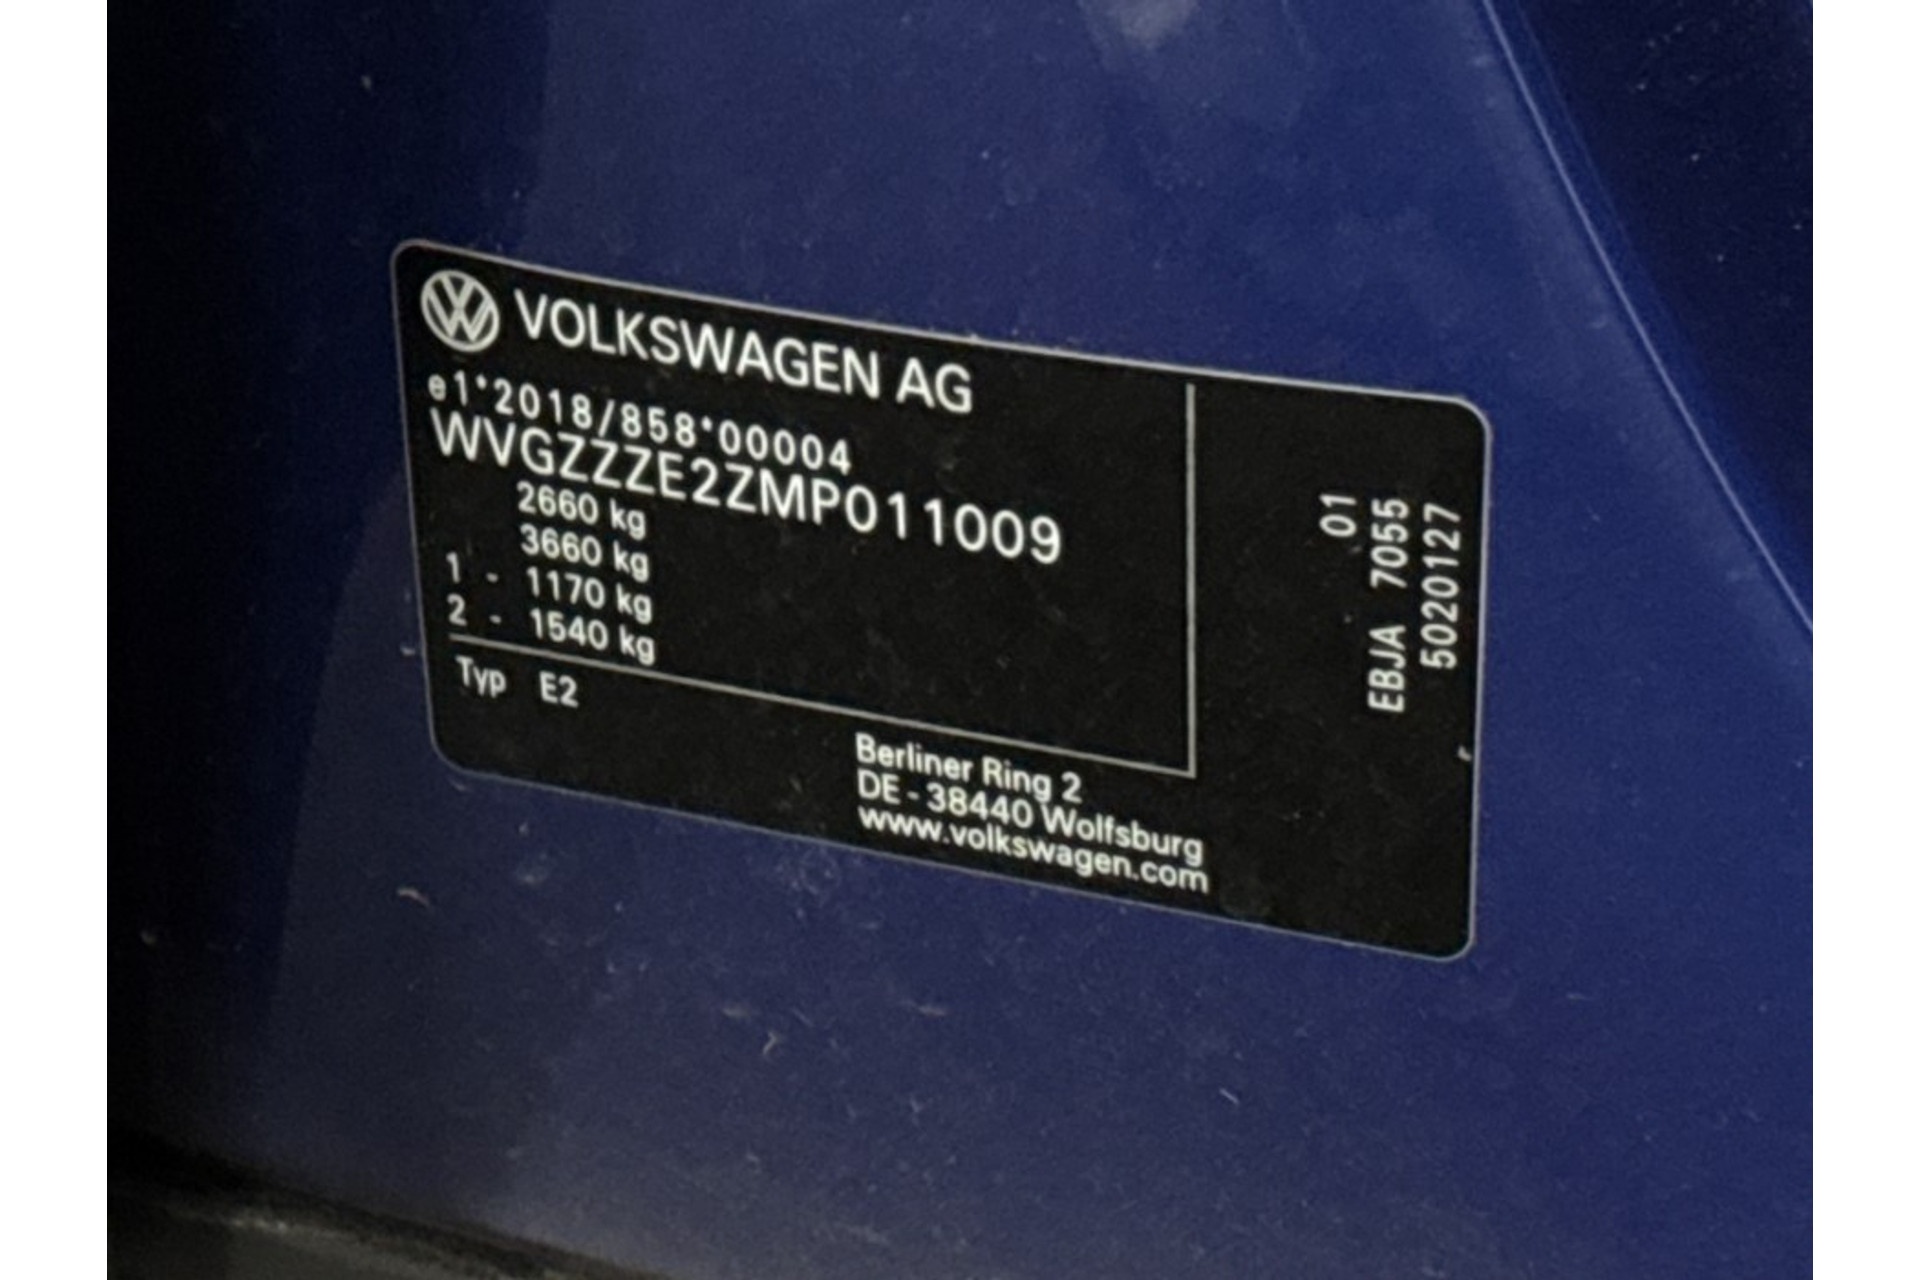 VOLKSWAGEN AG
e1*2018/858*00004
WVGZZZE2ZMP011009
2660 kg
3660 kg
1 - 1170 kg
2 - 1540 kg
Typ E2
Berliner Ring 2
DE - 38440 Wolfsburg
www.volkswagen.com
01
EBJA 7055
5020127